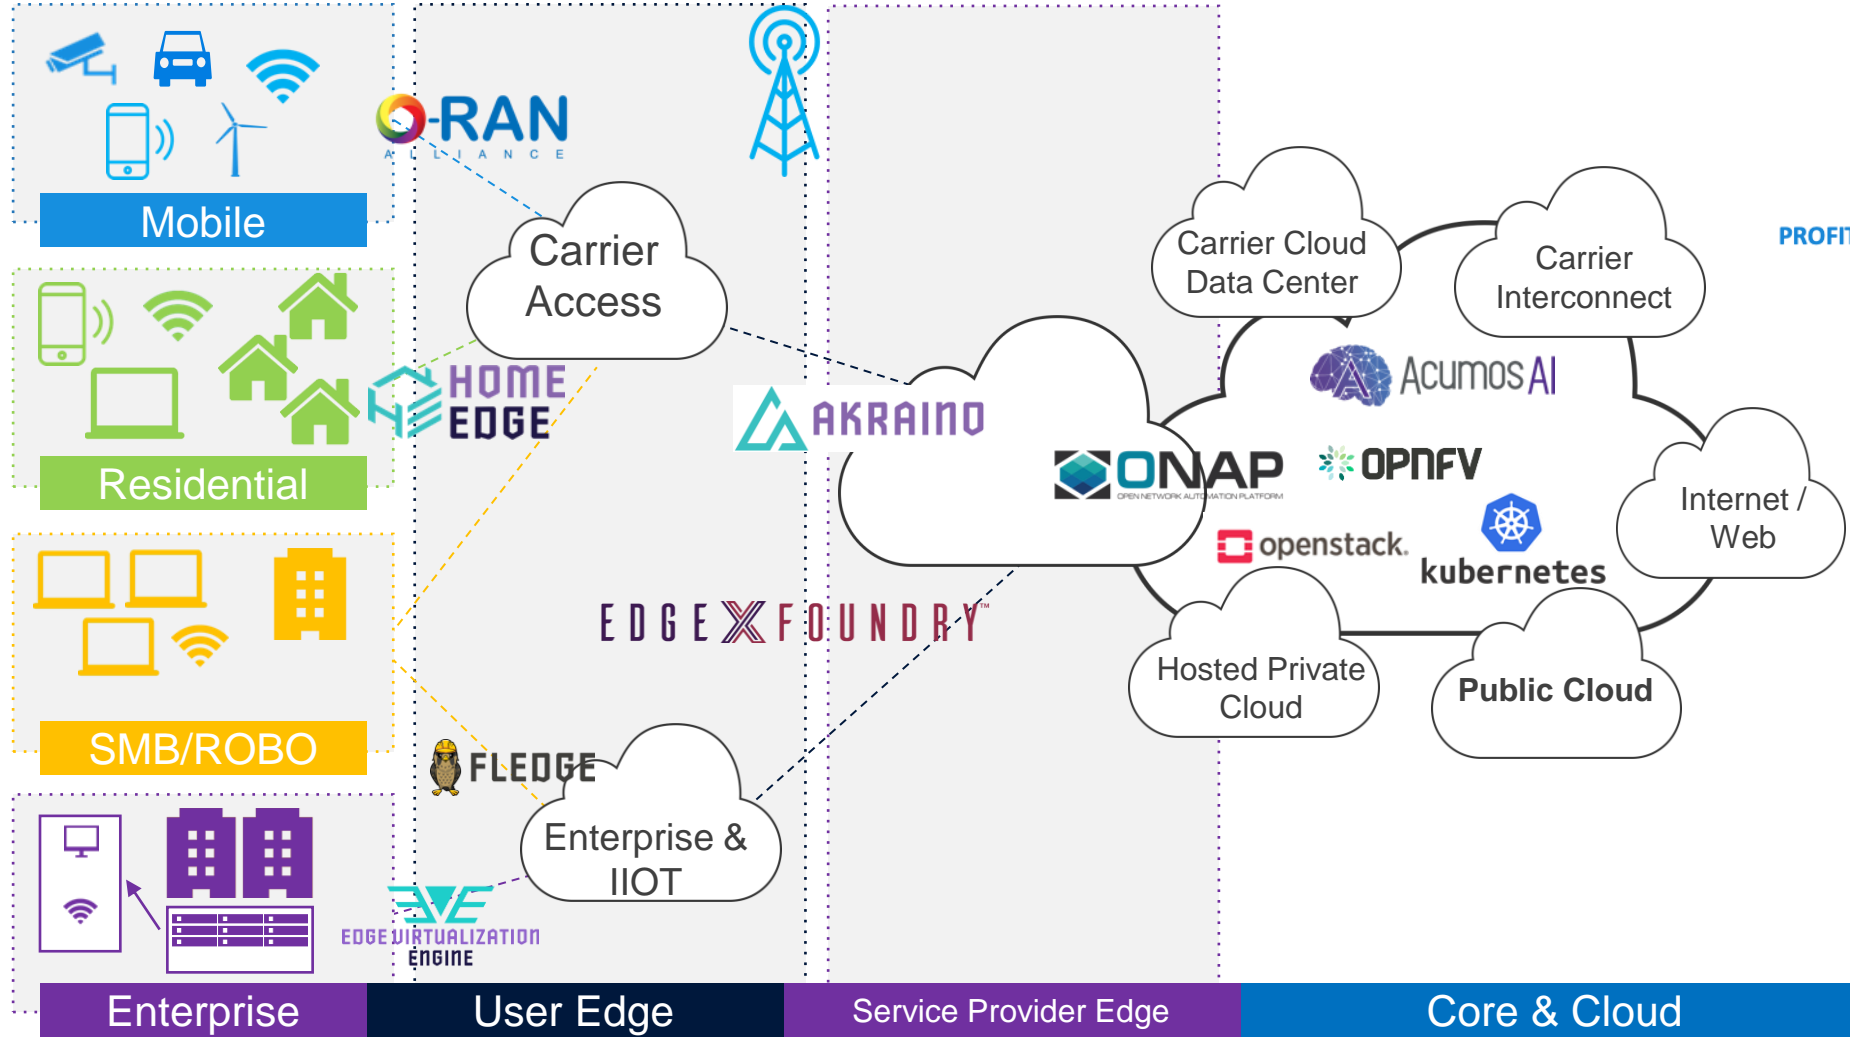 O-RAN
ALLIANCE
Mobile
Carrier
Access
Carrier Cloud
Data Center
Carrier
Interconnect
PROFIT
HOME
EDGE
Residential
AKRAINO
Acumos AI
ONAP
OPEN NETWORK AUTOMATION PLATFORM
OPNFV
openstack.
kubernetes
Internet /
Web
EDGE X FOUNDRY™
SMB/ROBO
FLEDGE
Hosted Private
Cloud
Public Cloud
Enterprise &
IIOT
EDGE VIRTUALIZATION
ENGINE
Enterprise
User Edge
Service Provider Edge
Core & Cloud